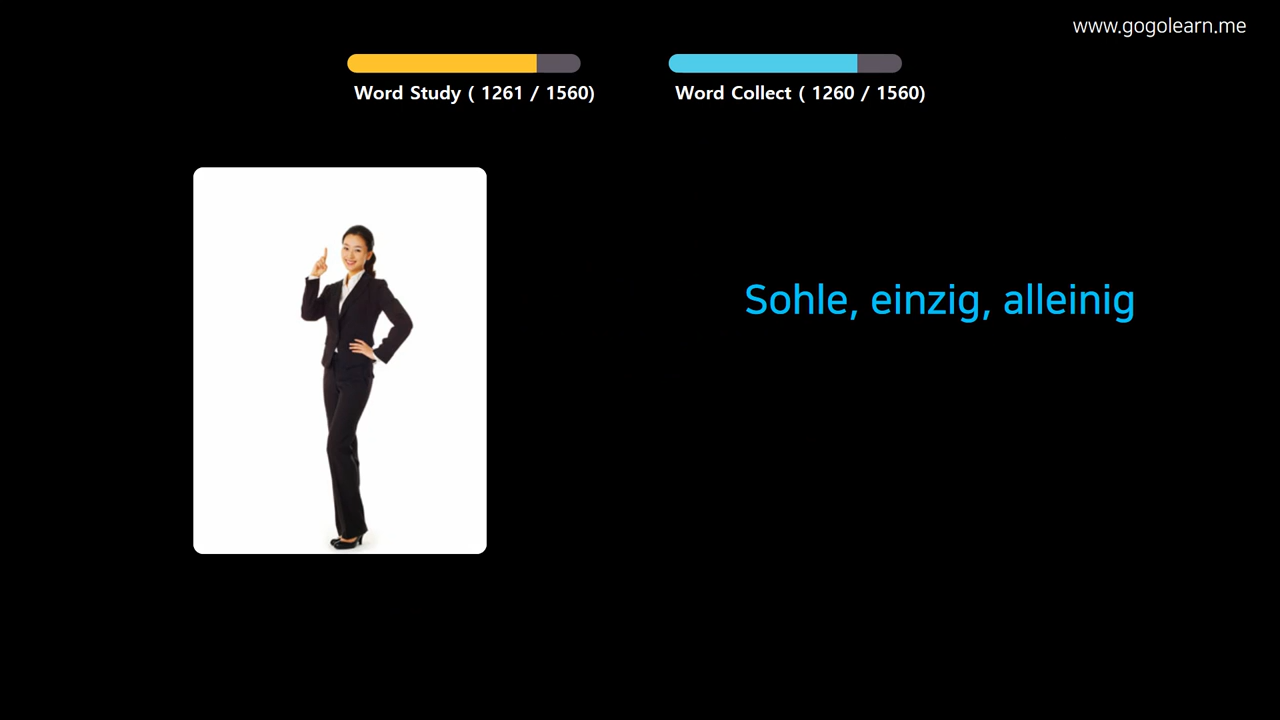 www.gogolearn.me
Word Study ( 1261 / 1560)
Word Collect ( 1260 / 1560)
Sohle, einzig, alleinig